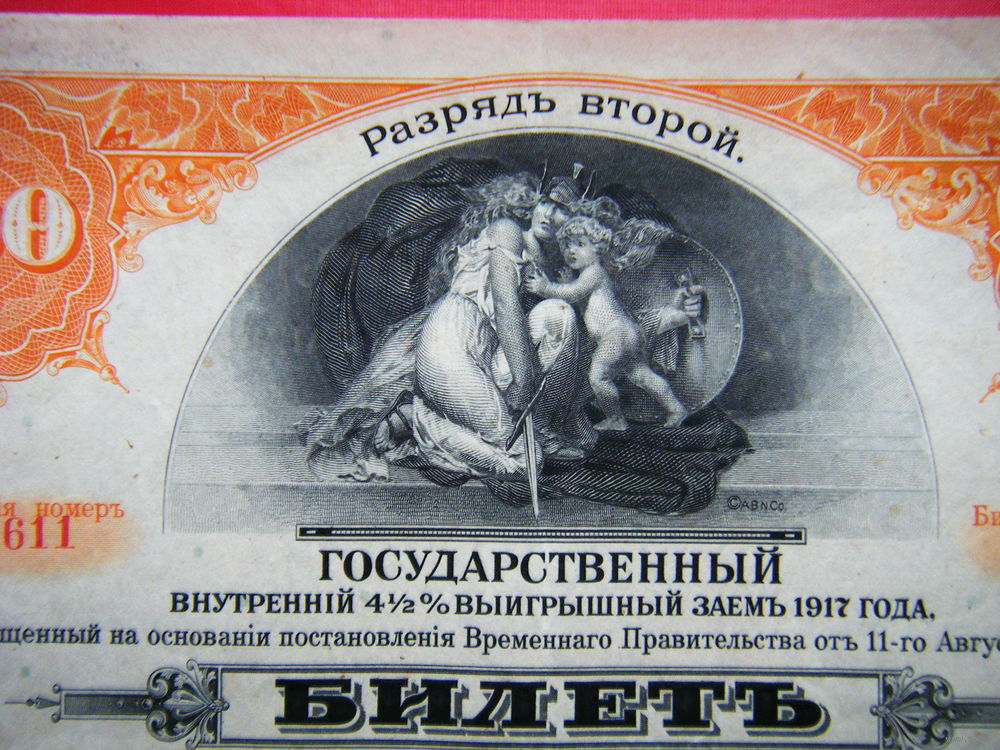 Разрядъ второй.
9
©ABNCo.
я номеръ
611
ГОСУДАРСТВЕННЫЙ
ВНУТРЕННІЙ 4½% ВЫИГРЫШНЫЙ ЗАЕМЪ 1917 ГОДА,
щенный на основаніи постановленія Временнаго Правительства отъ 11-го Авгу
БИЛЕТЪ